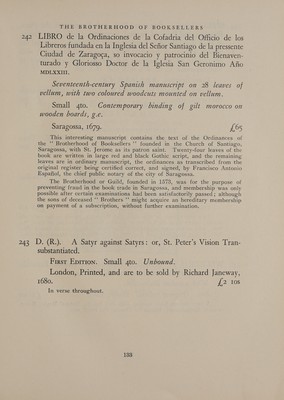 THE BROTHERHOOD OF BOOKSELLERS
242 LIBRO de la Ordinaciones de la Cofadria del Officio de los
Libreros fundada en la Inglesia del Señor Santiago de la pressente
Ciudad de Zaragoça, so invocacio y patrocinio del Bienaven-
turado y Gloriosso Doctor de la Iglesia San Geronimo Año
MDLXXIII.
Seventeenth-century Spanish manuscript on 28 leaves of
vellum, with two coloured woodcuts mounted on vellum.
Small 4to. Contemporary binding of gilt morocco on
wooden boards, g.e.
Saragossa, 1679. £65
This interesting manuscript contains the text of the Ordinances of
the "Brotherhood of Booksellers" founded in the Church of Santiago,
Saragossa, with St. Jerome as its patron saint. Twenty-four leaves of the
book are written in large red and black Gothic script, and the remaining
leaves are in ordinary manuscript, the ordinances as transcribed from the
original register being certified correct, and signed, by Francisco Antonio
Español, the chief public notary of the city of Saragossa.
The Brotherhood or Guild, founded in 1573, was for the purpose of
preventing fraud in the book trade in Saragossa, and membership was only
possible after certain examinations had been satisfactorily passed; although
the sons of deceased "Brothers" might acquire an hereditary membership
on payment of a subscription, without further examination.
243 D. (R.). A Satyr against Satyrs: or, St. Peter's Vision Tran-
substantiated.
FIRST EDITION. Small 4to. Unbound.
London, Printed, and are to be sold by Richard Janeway,
1680. £2 10s
In verse throughout.
133